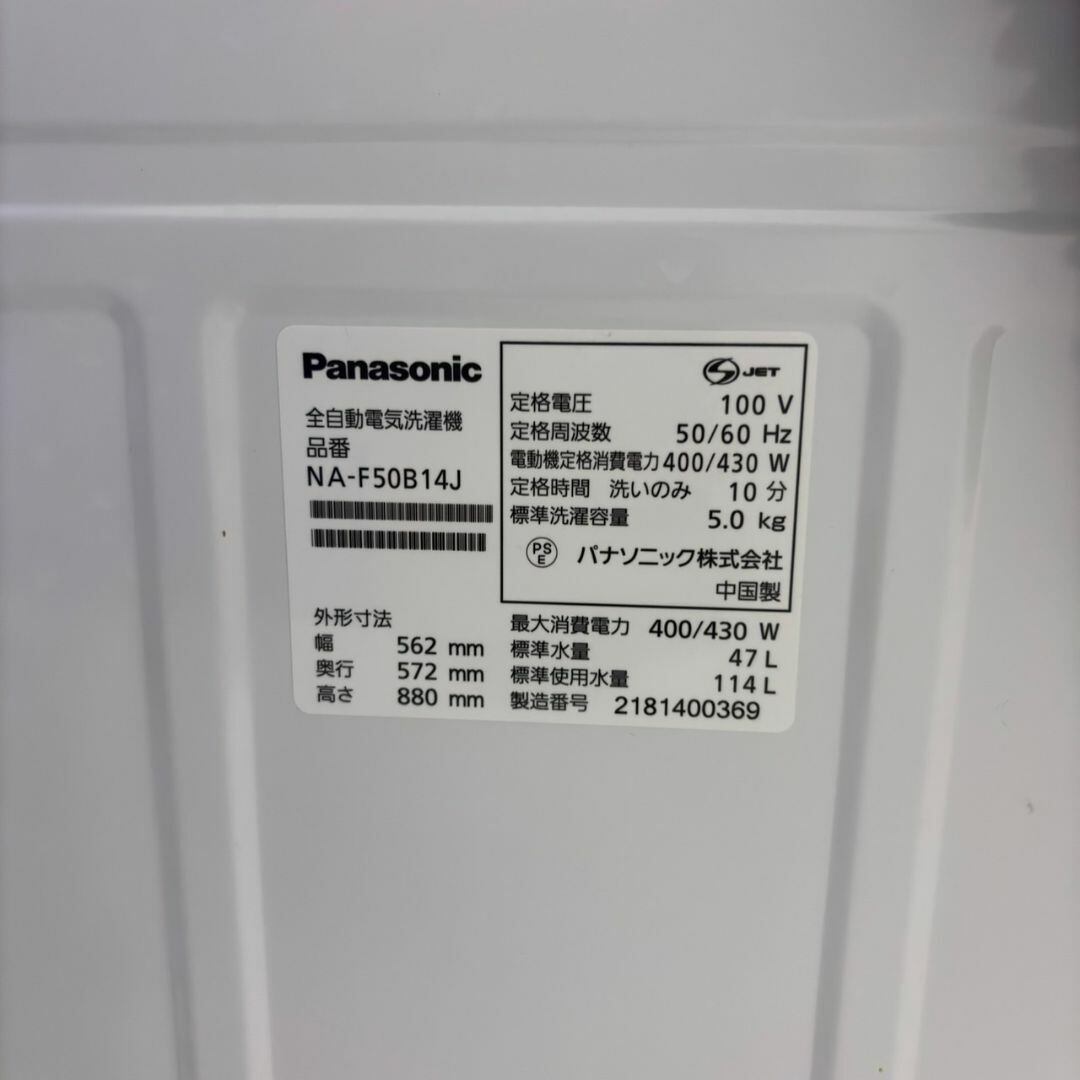 Panasonic
全自動電気洗濯機
品番
NA-F50B14J
外形寸法
幅 562 mm
奥行 572 mm
高さ 880 mm
JET
定格電圧 100 V
定格周波数 50/60 Hz
電動機定格消費電力 400/430 W
定格時間 洗いのみ 10 分
標準洗濯容量 5.0 kg
PS
E
パナソニック株式会社
中国製
最大消費電力 400/430 W
標準水量 47 L
標準使用水量 114 L
製造番号 2181400369